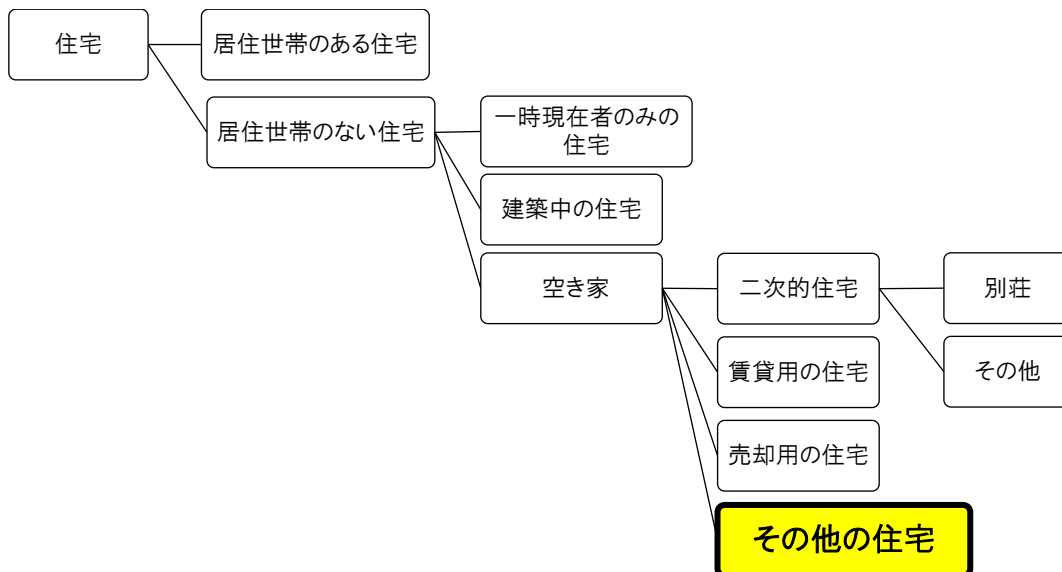 住宅
居住世帯のある住宅
居住世帯のない住宅
一時現在者のみの
住宅
建築中の住宅
空き家
二次的住宅
別荘
賃貸用の住宅
その他
売却用の住宅
その他の住宅